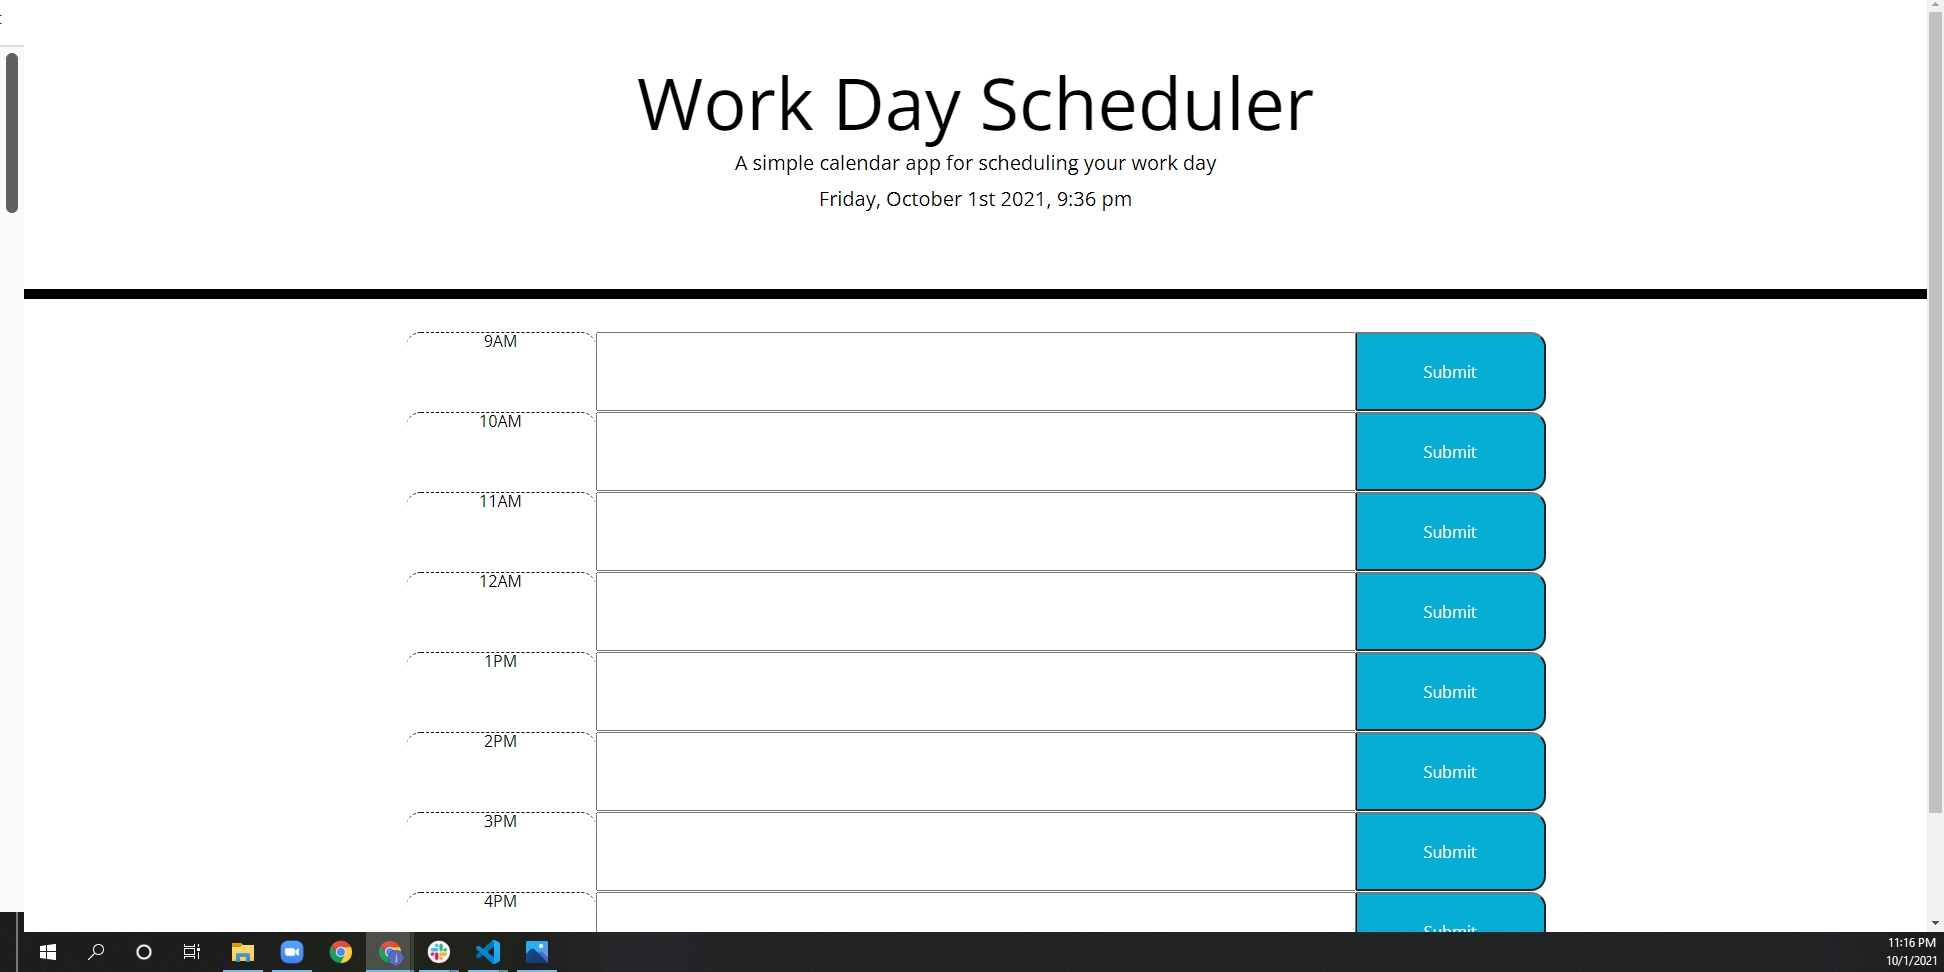 Work Day Scheduler
A simple calendar app for scheduling your work day
Friday, October 1st 2021, 9:36 pm
9AM
Submit
10AM
Submit
11AM
Submit
12AM
Submit
1PM
Submit
2PM
Submit
3PM
Submit
4PM
Submit
11:16 PM
10/1/2021